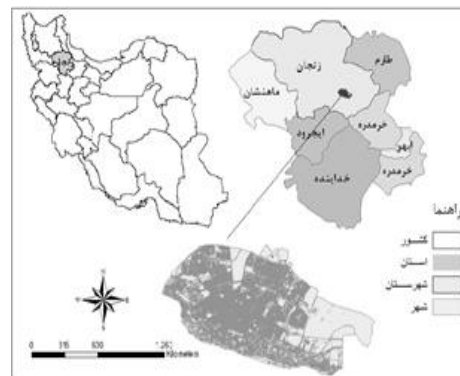 زنجان
زنجان
طارم
ماهنشان
ایجرود
خرمدره
ابهر
خرمدره
خدابنده
راهنما
کشور
استان
شهرستان
شهر
N
W
E
S
0 315 630 1,260
Kilometers